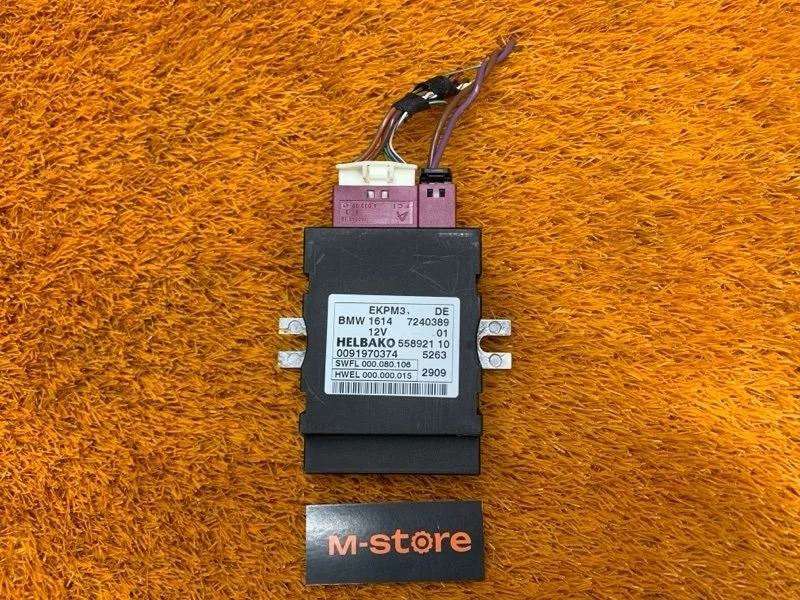 A
FCI
EKPM3, DE
BMW 1614 7240389
12V 01
HELBAKO 558921 10
0091970374 5263
SWFL 000.080.106
HWEL 000.000.015 2909
M-store